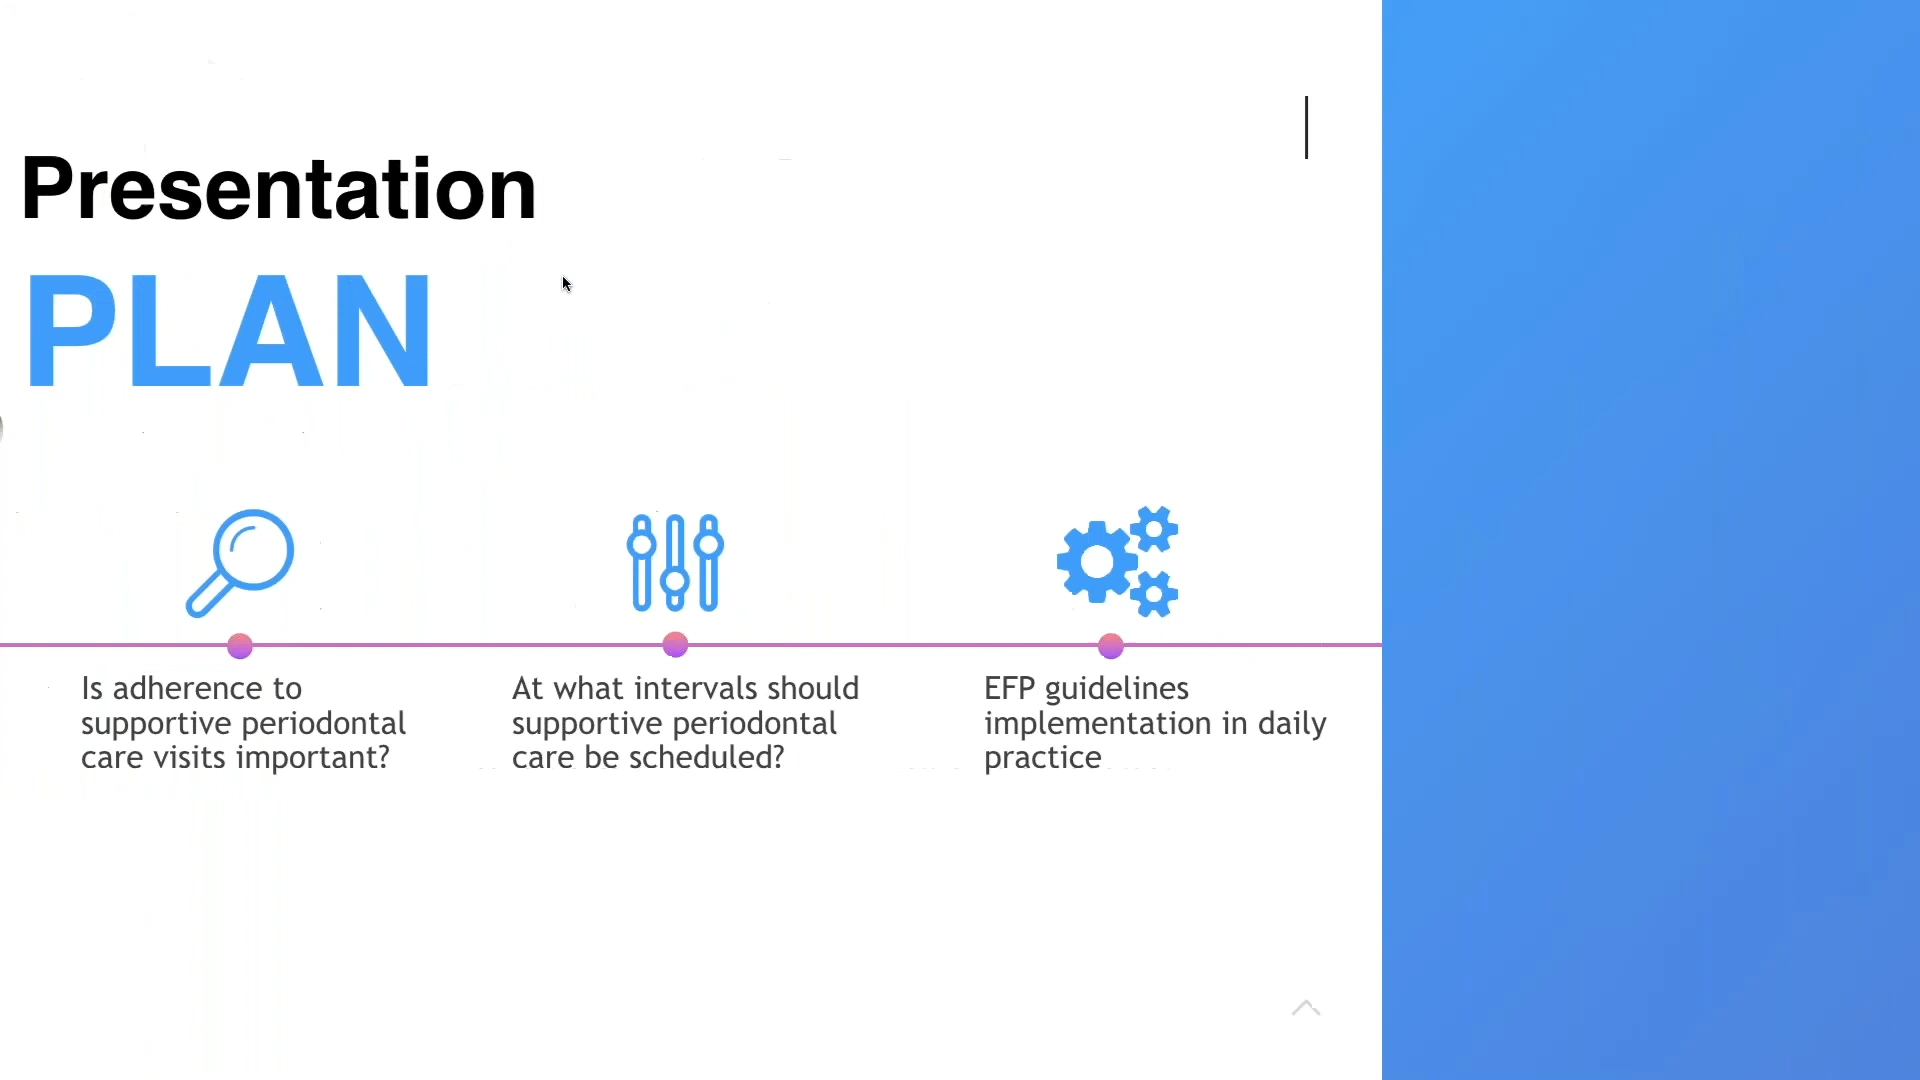 Presentation
PLAN
Is adherence to
supportive periodontal
care visits important?
At what intervals should
supportive periodontal
care be scheduled?
EFP guidelines
implementation in daily
practice